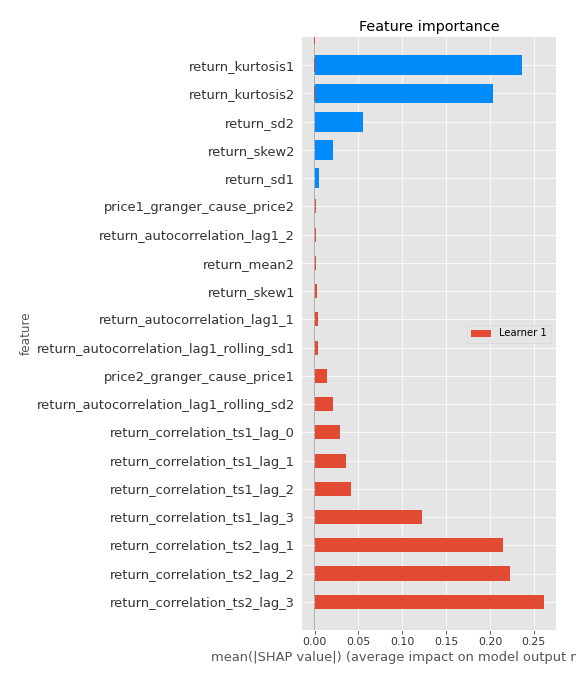 Feature importance
return_kurtosis1
return_kurtosis2
return_sd2
return_skew2
return_sd1
price1_granger_cause_price2
return_autocorrelation_lag1_2
return_mean2
return_skew1
return_autocorrelation_lag1_1
return_autocorrelation_lag1_rolling_sd1
price2_granger_cause_price1
return_autocorrelation_lag1_rolling_sd2
return_correlation_ts1_lag_0
return_correlation_ts1_lag_1
return_correlation_ts1_lag_2
return_correlation_ts1_lag_3
return_correlation_ts2_lag_1
return_correlation_ts2_lag_2
return_correlation_ts2_lag_3
feature
Learner 1
0.00 0.05 0.10 0.15 0.20 0.25
mean(|SHAP value|) (average impact on model output